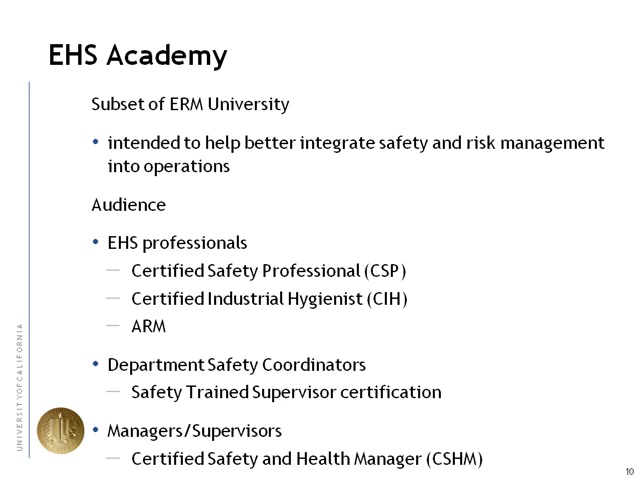 EHS Academy
Subset of ERM University
• intended to help better integrate safety and risk management
into operations
Audience
• EHS professionals
— Certified Safety Professional (CSP)
— Certified Industrial Hygienist (CIH)
— ARM
• Department Safety Coordinators
— Safety Trained Supervisor certification
• Managers/Supervisors
— Certified Safety and Health Manager (CSHM)
UNIVERSITY OF CALIFORNIA
10